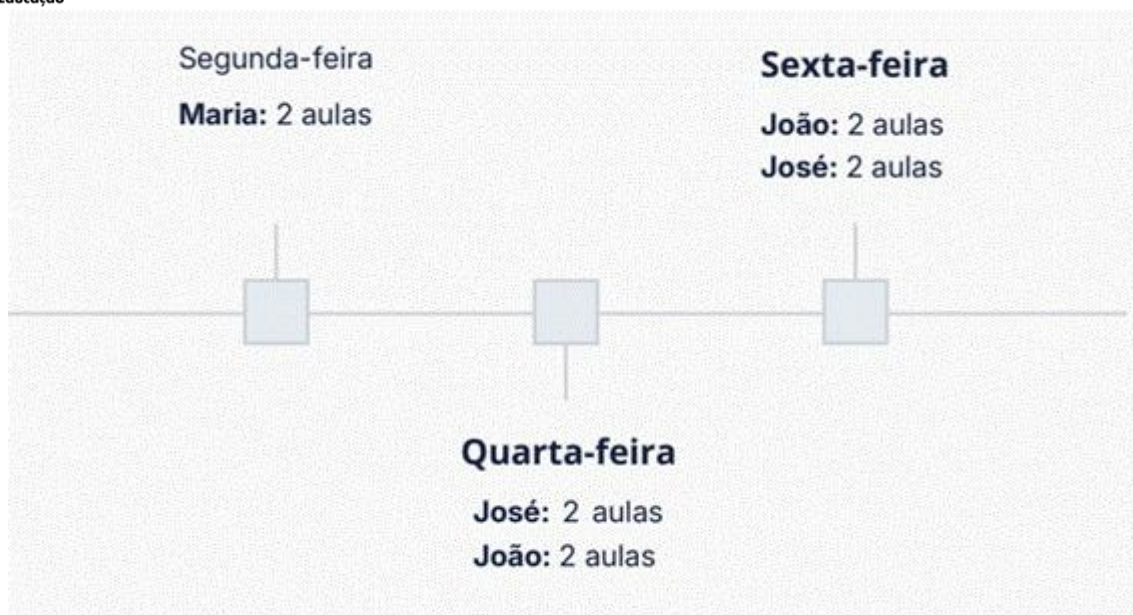 Segunda-feira
Maria: 2 aulas
Sexta-feira
João: 2 aulas
José: 2 aulas
Quarta-feira
José: 2 aulas
João: 2 aulas